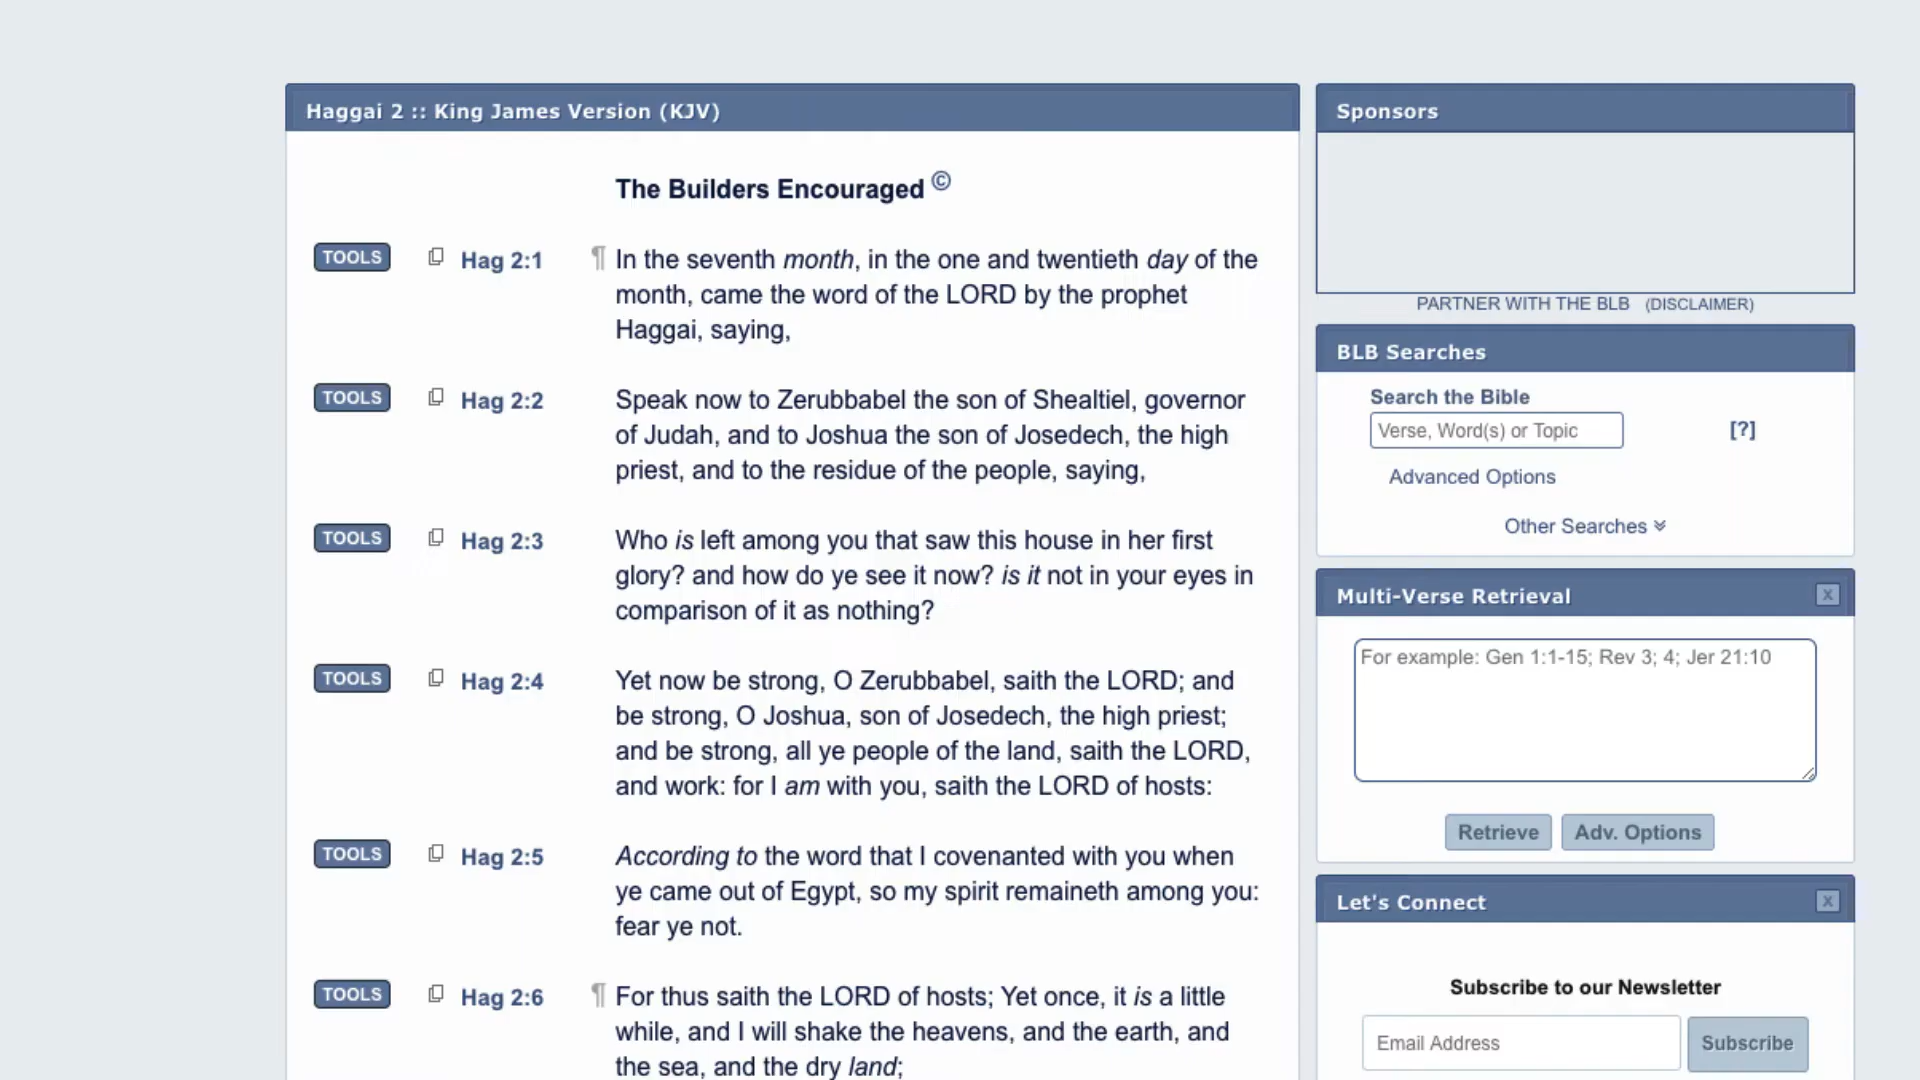 Haggai 2 :: King James Version (KJV)
The Builders Encouraged ©
TOOLS Hag 2:1 ¶ In the seventh month, in the one and twentieth day of the
month, came the word of the LORD by the prophet
Haggai, saying,
TOOLS Hag 2:2 Speak now to Zerubbabel the son of Shealtiel, governor
of Judah, and to Joshua the son of Josedech, the high
priest, and to the residue of the people, saying,
TOOLS Hag 2:3 Who is left among you that saw this house in her first
glory? and how do ye see it now? is it not in your eyes in
comparison of it as nothing?
TOOLS Hag 2:4 Yet now be strong, O Zerubbabel, saith the LORD; and
be strong, O Joshua, son of Josedech, the high priest;
and be strong, all ye people of the land, saith the LORD,
and work: for I am with you, saith the LORD of hosts:
TOOLS Hag 2:5 According to the word that I covenanted with you when
ye came out of Egypt, so my spirit remaineth among you:
fear ye not.
TOOLS Hag 2:6 ¶ For thus saith the LORD of hosts; Yet once, it is a little
while, and I will shake the heavens, and the earth, and
the sea, and the dry land;
Sponsors
PARTNER WITH THE BLB (DISCLAIMER)
BLB Searches
Search the Bible
Verse, Word(s) or Topic [?]
Advanced Options
Other Searches
Multi-Verse Retrieval X
For example: Gen 1:1-15; Rev 3; 4; Jer 21:10
Retrieve Adv. Options
Let's Connect X
Subscribe to our Newsletter
Email Address Subscribe